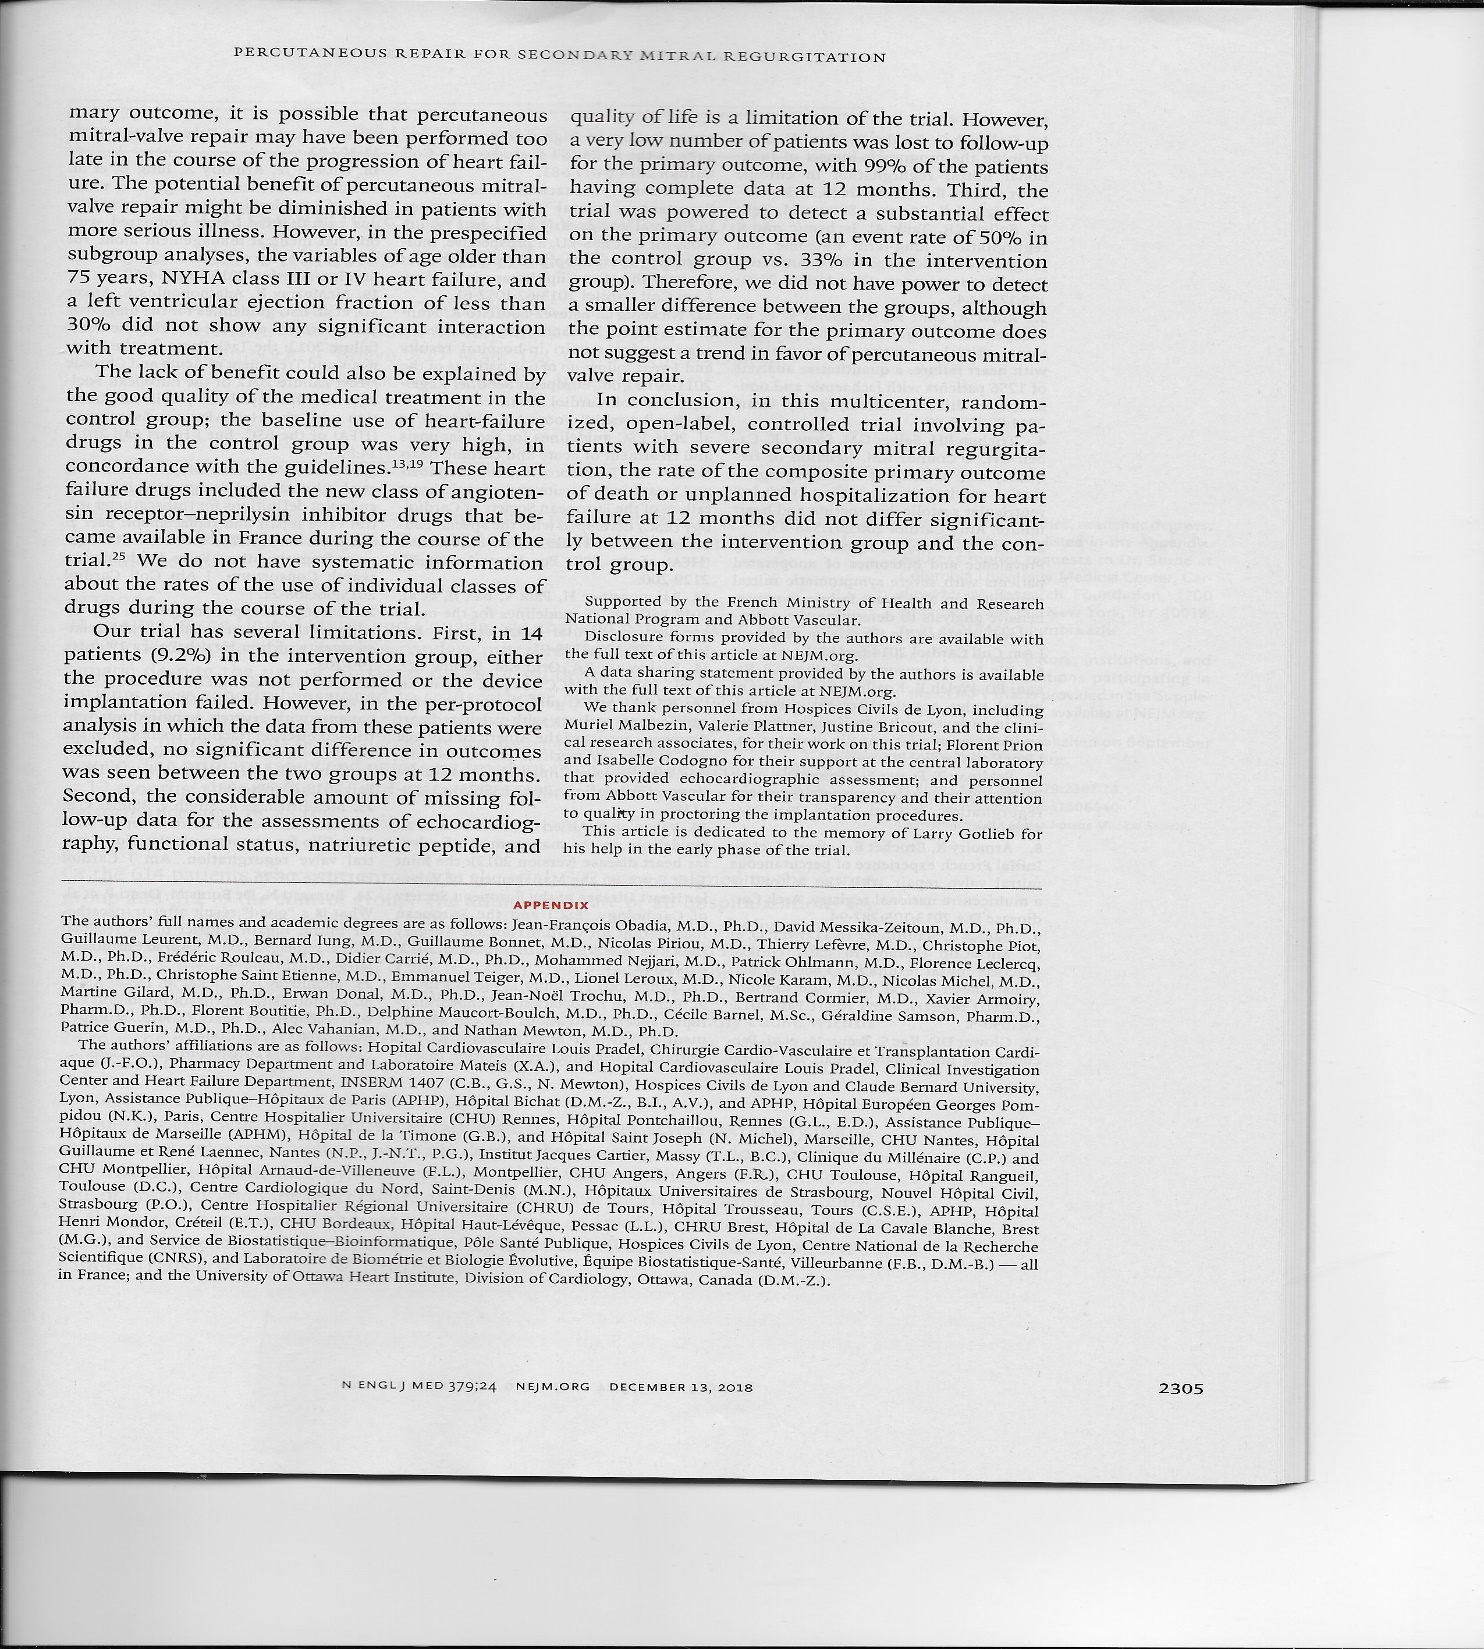 PERCUTANEOUS REPAIR FOR SECONDARY MITRAL REGURGITATION
mary outcome, it is possible that percutaneous
mitral-valve repair may have been performed too
late in the course of the progression of heart fail-
ure. The potential benefit of percutaneous mitral-
valve repair might be diminished in patients with
more serious illness. However, in the prespecified
subgroup analyses, the variables of age older than
75 years, NYHA class III or IV heart failure, and
a left ventricular ejection fraction of less than
30% did not show any significant interaction
with treatment.
The lack of benefit could also be explained by
the good quality of the medical treatment in the
control group; the baseline use of heart-failure
drugs in the control group was very high, in
concordance with the guidelines.13,19 These heart
failure drugs included the new class of angioten-
sin receptor–neprilysin inhibitor drugs that be-
came available in France during the course of the
trial.25 We do not have systematic information
about the rates of the use of individual classes of
drugs during the course of the trial.
Our trial has several limitations. First, in 14
patients (9.2%) in the intervention group, either
the procedure was not performed or the device
implantation failed. However, in the per-protocol
analysis in which the data from these patients were
excluded, no significant difference in outcomes
was seen between the two groups at 12 months.
Second, the considerable amount of missing fol-
low-up data for the assessments of echocardiog-
raphy, functional status, natriuretic peptide, and
quality of life is a limitation of the trial. However,
a very low number of patients was lost to follow-up
for the primary outcome, with 99% of the patients
having complete data at 12 months. Third, the
trial was powered to detect a substantial effect
on the primary outcome (an event rate of 50% in
the control group vs. 33% in the intervention
group). Therefore, we did not have power to detect
a smaller difference between the groups, although
the point estimate for the primary outcome does
not suggest a trend in favor of percutaneous mitral-
valve repair.
In conclusion, in this multicenter, random-
ized, open-label, controlled trial involving pa-
tients with severe secondary mitral regurgita-
tion, the rate of the composite primary outcome
of death or unplanned hospitalization for heart
failure at 12 months did not differ significant-
ly between the intervention group and the con-
trol group.
Supported by the French Ministry of Health and Research
National Program and Abbott Vascular.
Disclosure forms provided by the authors are available with
the full text of this article at NEJM.org.
A data sharing statement provided by the authors is available
with the full text of this article at NEJM.org.
We thank personnel from Hospices Civils de Lyon, including
Muriel Malbezin, Valerie Plattner, Justine Bricout, and the clini-
cal research associates, for their work on this trial; Florent Prion
and Isabelle Codogno for their support at the central laboratory
that provided echocardiographic assessment; and personnel
from Abbott Vascular for their transparency and their attention
to quality in proctoring the implantation procedures.
This article is dedicated to the memory of Larry Gotlieb for
his help in the early phase of the trial.
APPENDIX
The authors' full names and academic degrees are as follows: Jean-François Obadia, M.D., Ph.D., David Messika-Zeitoun, M.D., Ph.D.,
Guillaume Leurent, M.D., Bernard Iung, M.D., Guillaume Bonnet, M.D., Nicolas Piriou, M.D., Thierry Lefèvre, M.D., Christophe Piot,
M.D., Ph.D., Frédéric Rouleau, M.D., Didier Carrié, M.D., Ph.D., Mohammed Nejjari, M.D., Patrick Ohlmann, M.D., Florence Leclercq,
M.D., Ph.D., Christophe Saint Etienne, M.D., Emmanuel Teiger, M.D., Lionel Leroux, M.D., Nicole Karam, M.D., Nicolas Michel, M.D.,
Martine Gilard, M.D., Ph.D., Erwan Donal, M.D., Ph.D., Jean-Noël Trochu, M.D., Ph.D., Bertrand Cormier, M.D., Xavier Armoiry,
Pharm.D., Ph.D., Florent Boutitie, Ph.D., Delphine Maucort-Boulch, M.D., Ph.D., Cécile Barnel, M.Sc., Géraldine Samson, Pharm.D.,
Patrice Guerin, M.D., Ph.D., Alec Vahanian, M.D., and Nathan Mewton, M.D., Ph.D.
The authors' affiliations are as follows: Hopital Cardiovasculaire Louis Pradel, Chirurgie Cardio-Vasculaire et Transplantation Cardi-
aque (J.-F.O.), Pharmacy Department and Laboratoire Mateis (X.A.), and Hopital Cardiovasculaire Louis Pradel, Clinical Investigation
Center and Heart Failure Department, INSERM 1407 (C.B., G.S., N. Mewton), Hospices Civils de Lyon and Claude Bernard University,
Lyon, Assistance Publique–Hôpitaux de Paris (APHP), Hôpital Bichat (D.M.-Z., B.I., A.V.), and APHP, Hôpital Européen Georges Pom-
pidou (N.K.), Paris, Centre Hospitalier Universitaire (CHU) Rennes, Hôpital Pontchaillou, Rennes (G.L., E.D.), Assistance Publique–
Hôpitaux de Marseille (APHM), Hôpital de la Timone (G.B.), and Hôpital Saint Joseph (N. Michel), Marseille, CHU Nantes, Hôpital
Guillaume et René Laennec, Nantes (N.P., J.-N.T., P.G.), Institut Jacques Cartier, Massy (T.L., B.C.), Clinique du Millénaire (C.P.) and
CHU Montpellier, Hôpital Arnaud-de-Villeneuve (F.L.), Montpellier, CHU Angers, Angers (F.R.), CHU Toulouse, Hôpital Rangueil,
Toulouse (D.C.), Centre Cardiologique du Nord, Saint-Denis (M.N.), Hôpitaux Universitaires de Strasbourg, Nouvel Hôpital Civil,
Strasbourg (P.O.), Centre Hospitalier Régional Universitaire (CHRU) de Tours, Hôpital Trousseau, Tours (C.S.E.), APHP, Hôpital
Henri Mondor, Créteil (E.T.), CHU Bordeaux, Hôpital Haut-Lévêque, Pessac (L.L.), CHRU Brest, Hôpital de La Cavale Blanche, Brest
(M.G.), and Service de Biostatistique–Bioinformatique, Pôle Santé Publique, Hospices Civils de Lyon, Centre National de la Recherche
Scientifique (CNRS), and Laboratoire de Biométrie et Biologie Évolutive, Équipe Biostatistique-Santé, Villeurbanne (F.B., D.M.-B.) — all
in France; and the University of Ottawa Heart Institute, Division of Cardiology, Ottawa, Canada (D.M.-Z.).
N ENGL J MED 379;24 NEJM.ORG DECEMBER 13, 2018
2305